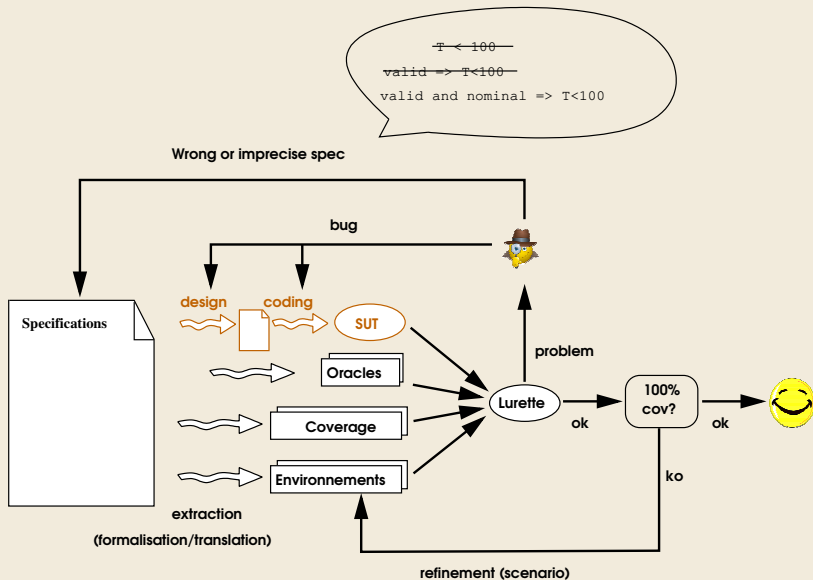 T < 100
valid => T<100
valid and nominal => T<100
Wrong or imprecise spec
bug
design
coding
Specifications
SUT
problem
Oracles
Lurette
100%
cov?
ok
ok
Coverage
Environnements
ko
extraction
(formalisation/translation)
refinement (scenario)